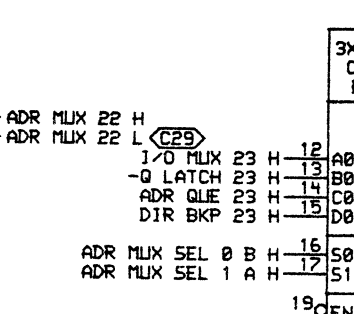 3X
ADR MUX 22 H
ADR MUX 22 L C29
I/O MUX 23 H 12 A0
-Q LATCH 23 H 13 B0
ADR QUE 23 H 14 C0
DIR BKP 23 H 15 D0
ADR MUX SEL 0 B H 16 S0
ADR MUX SEL 1 A H 17 S1
19 EN